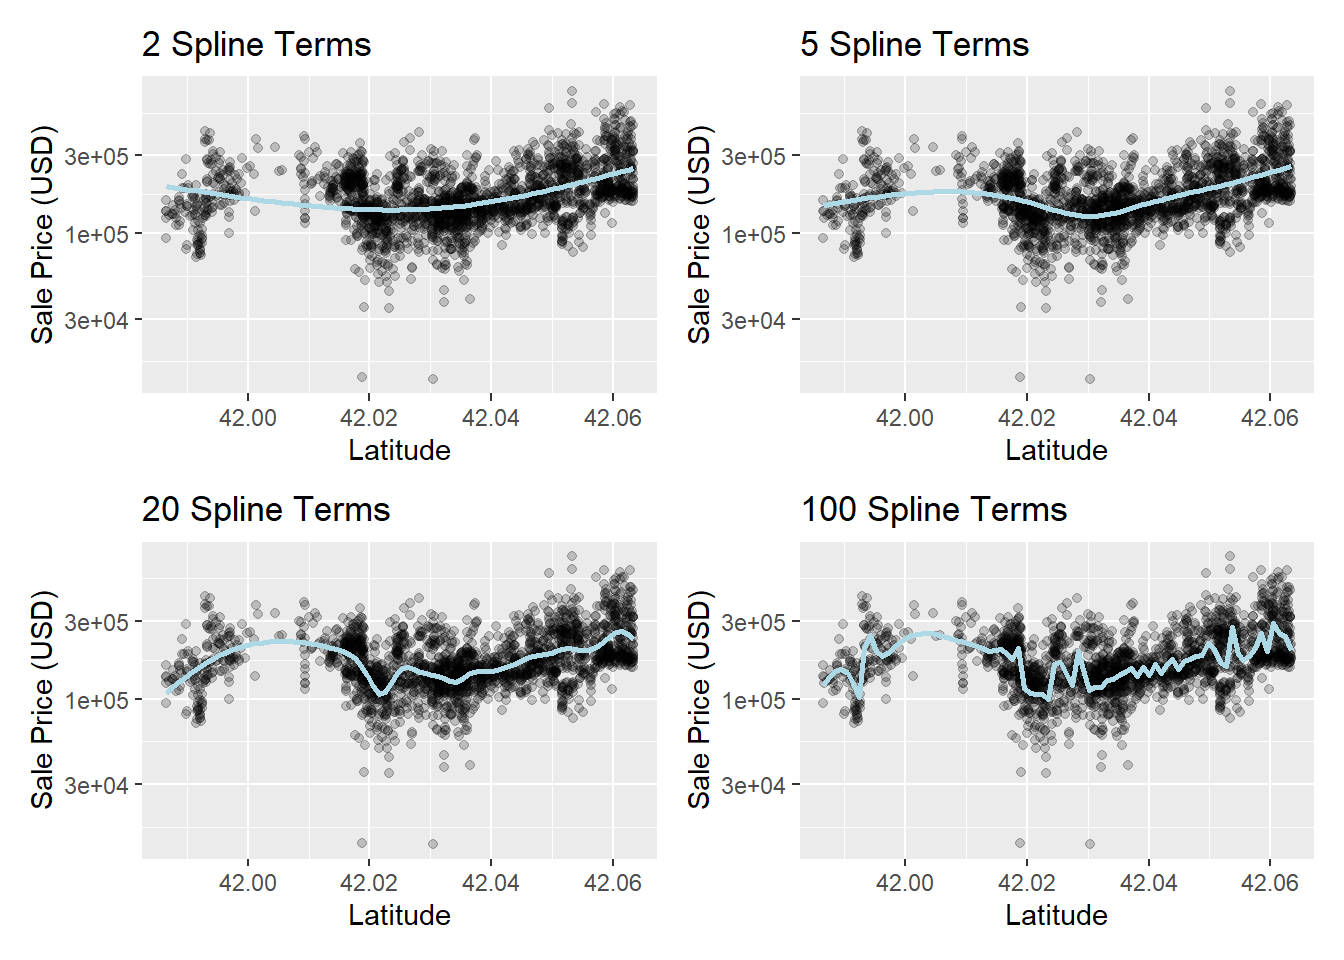 2 Spline Terms
Sale Price (USD)
3e+05
1e+05
3e+04
42.00 42.02 42.04 42.06
Latitude
5 Spline Terms
Sale Price (USD)
3e+05
1e+05
3e+04
42.00 42.02 42.04 42.06
Latitude
20 Spline Terms
Sale Price (USD)
3e+05
1e+05
3e+04
42.00 42.02 42.04 42.06
Latitude
100 Spline Terms
Sale Price (USD)
3e+05
1e+05
3e+04
42.00 42.02 42.04 42.06
Latitude